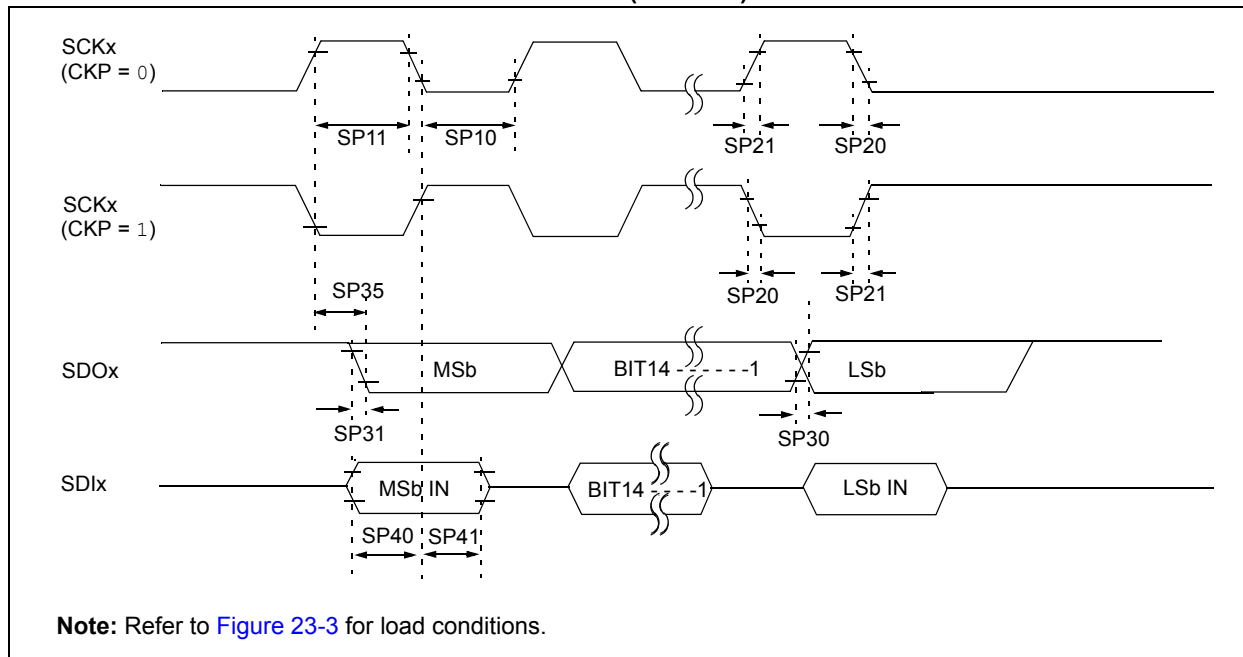 SCKx
(CKP = 0)
SP11
SP10
SP21
SP20
SCKx
(CKP = 1)
SP35
SP20
SP21
SDOx
MSb
BIT14 - - - - - - -1
LSb
SP31
SP30
SDIx
MSb IN
BIT14 - - - - -1
LSb IN
SP40
SP41
Note: Refer to Figure 23-3 for load conditions.